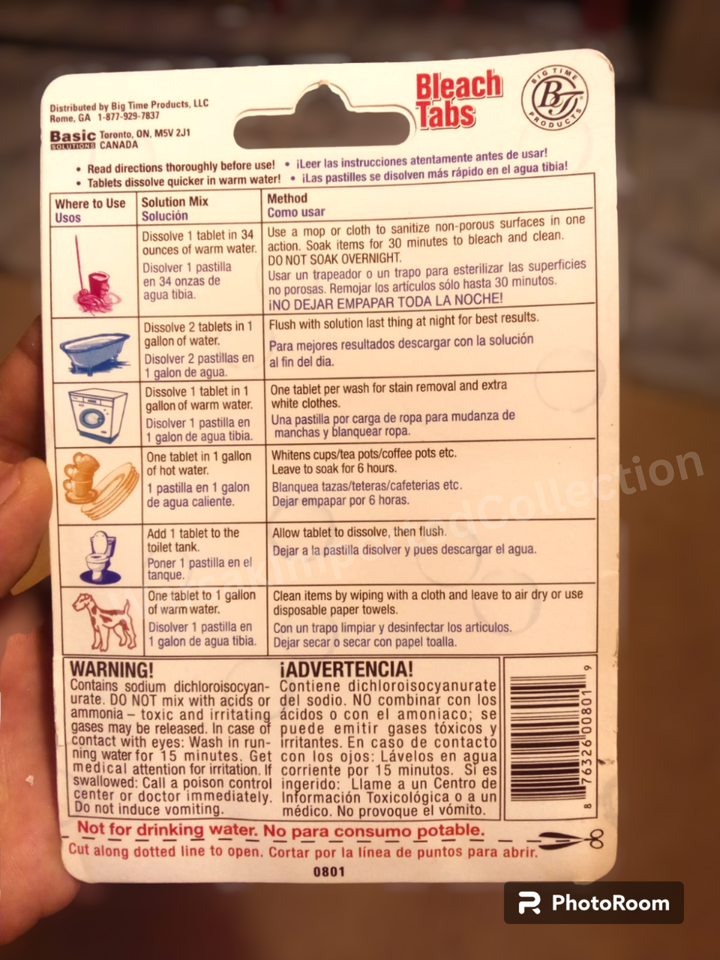 Distributed by Big Time Products, LLC
Rome, GA 1-877-929-7837
Basic
SOLUTIONS
Toronto, ON, M5V 2J1
CANADA
Bleach
Tabs
BIG TIME
BTP
PRODUCTS
• Read directions thoroughly before use! • ¡Leer las instrucciones atentamente antes de usar!
• Tablets dissolve quicker in warm water! • ¡Las pastilles se disolven más rápido en el agua tibia!
Where to Use
Usos
Solution Mix
Solución
Method
Como usar
Dissolve 1 tablet in 34
ounces of warm water.
Disolver 1 pastilla
en 34 onzas de
agua tibia.
Use a mop or cloth to sanitize non-porous surfaces in one
action. Soak items for 30 minutes to bleach and clean.
DO NOT SOAK OVERNIGHT.
Usar un trapeador o un trapo para esterilizar las superficies
no porosas. Remojar los artículos sólo hasta 30 minutos.
¡NO DEJAR EMPAPAR TODA LA NOCHE!
Dissolve 2 tablets in 1
gallon of water.
Disolver 2 pastillas en
1 galon de agua.
Flush with solution last thing at night for best results.
Para mejores resultados descargar con la solución
al fin del dia.
Dissolve 1 tablet in 1
gallon of warm water.
Disolver 1 pastilla en
1 galon de agua tibia.
One tablet per wash for stain removal and extra
white clothes.
Una pastilla por carga de ropa para mudanza de
manchas y blanquear ropa.
One tablet in 1 gallon
of hot water.
1 pastilla en 1 galon
de agua caliente.
Whitens cups/tea pots/coffee pots etc.
Leave to soak for 6 hours.
Blanquea tazas/teteras/cafeterias etc.
Dejar empapar por 6 horas.
Add 1 tablet to the
toilet tank.
Poner 1 pastilla en el
tanque.
Allow tablet to dissolve, then flush.
Dejar a la pastilla disolver y pues descargar el agua.
One tablet to 1 gallon
of warm water.
Disolver 1 pastilla en
1 galon de agua tibia.
Clean items by wiping with a cloth and leave to air dry or use
disposable paper towels.
Con un trapo limpiar y desinfectar los articulos.
Dejar secar o secar con papel toalla.
WARNING!
Contains sodium dichloroisocyan-
urate. DO NOT mix with acids or
ammonia – toxic and irritating
gases may be released. In case of
contact with eyes: Wash in run-
ning water for 15 minutes. Get
medical attention for irritation. If
swallowed: Call a poison control
center or doctor immediately.
Do not induce vomiting.
¡ADVERTENCIA!
Contiene dichloroisocyanurate
del sodio. NO combinar con los
ácidos o con el amoniaco; se
puede emitir gases tóxicos y
irritantes. En caso de contacto
con los ojos: Lávelos en agua
corriente por 15 minutos. Si es
ingerido: Llame a un Centro de
Información Toxicológica o a un
médico. No provoque el vómito.
8 76326 00801 9
Not for drinking water. No para consumo potable.
Cut along dotted line to open. Cortar por la línea de puntos para abrir.
0801
PhotoRoom